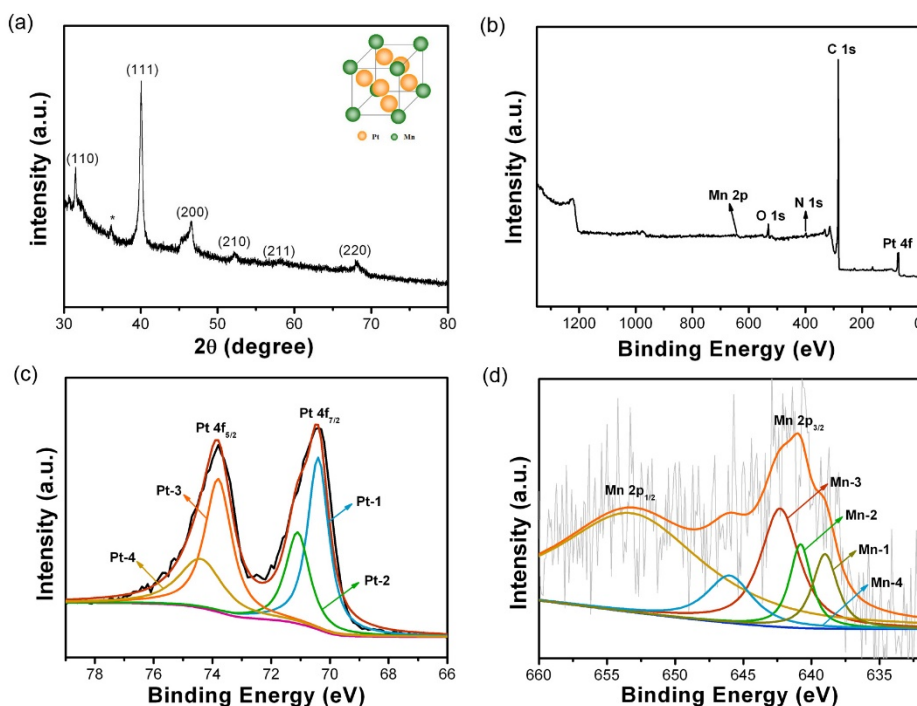 (a)
(110)
*
(111)
(200)
(210)
(211)
(220)
Pt
Mn
intensity (a.u.)
30
40
50
60
70
80
2θ (degree)
(b)
C 1s
Mn 2p
O 1s
N 1s
Pt 4f
Intensity (a.u.)
1200
1000
800
600
400
200
0
Binding Energy (eV)
(c)
Pt 4f5/2
Pt 4f7/2
Pt-3
Pt-1
Pt-4
Pt-2
Intensity (a.u.)
78
76
74
72
70
68
66
Binding Energy (eV)
(d)
Mn 2p3/2
Mn 2p1/2
Mn-3
Mn-2
Mn-1
Mn-4
Intensity (a.u.)
660
655
650
645
640
635
Binding Energy (eV)